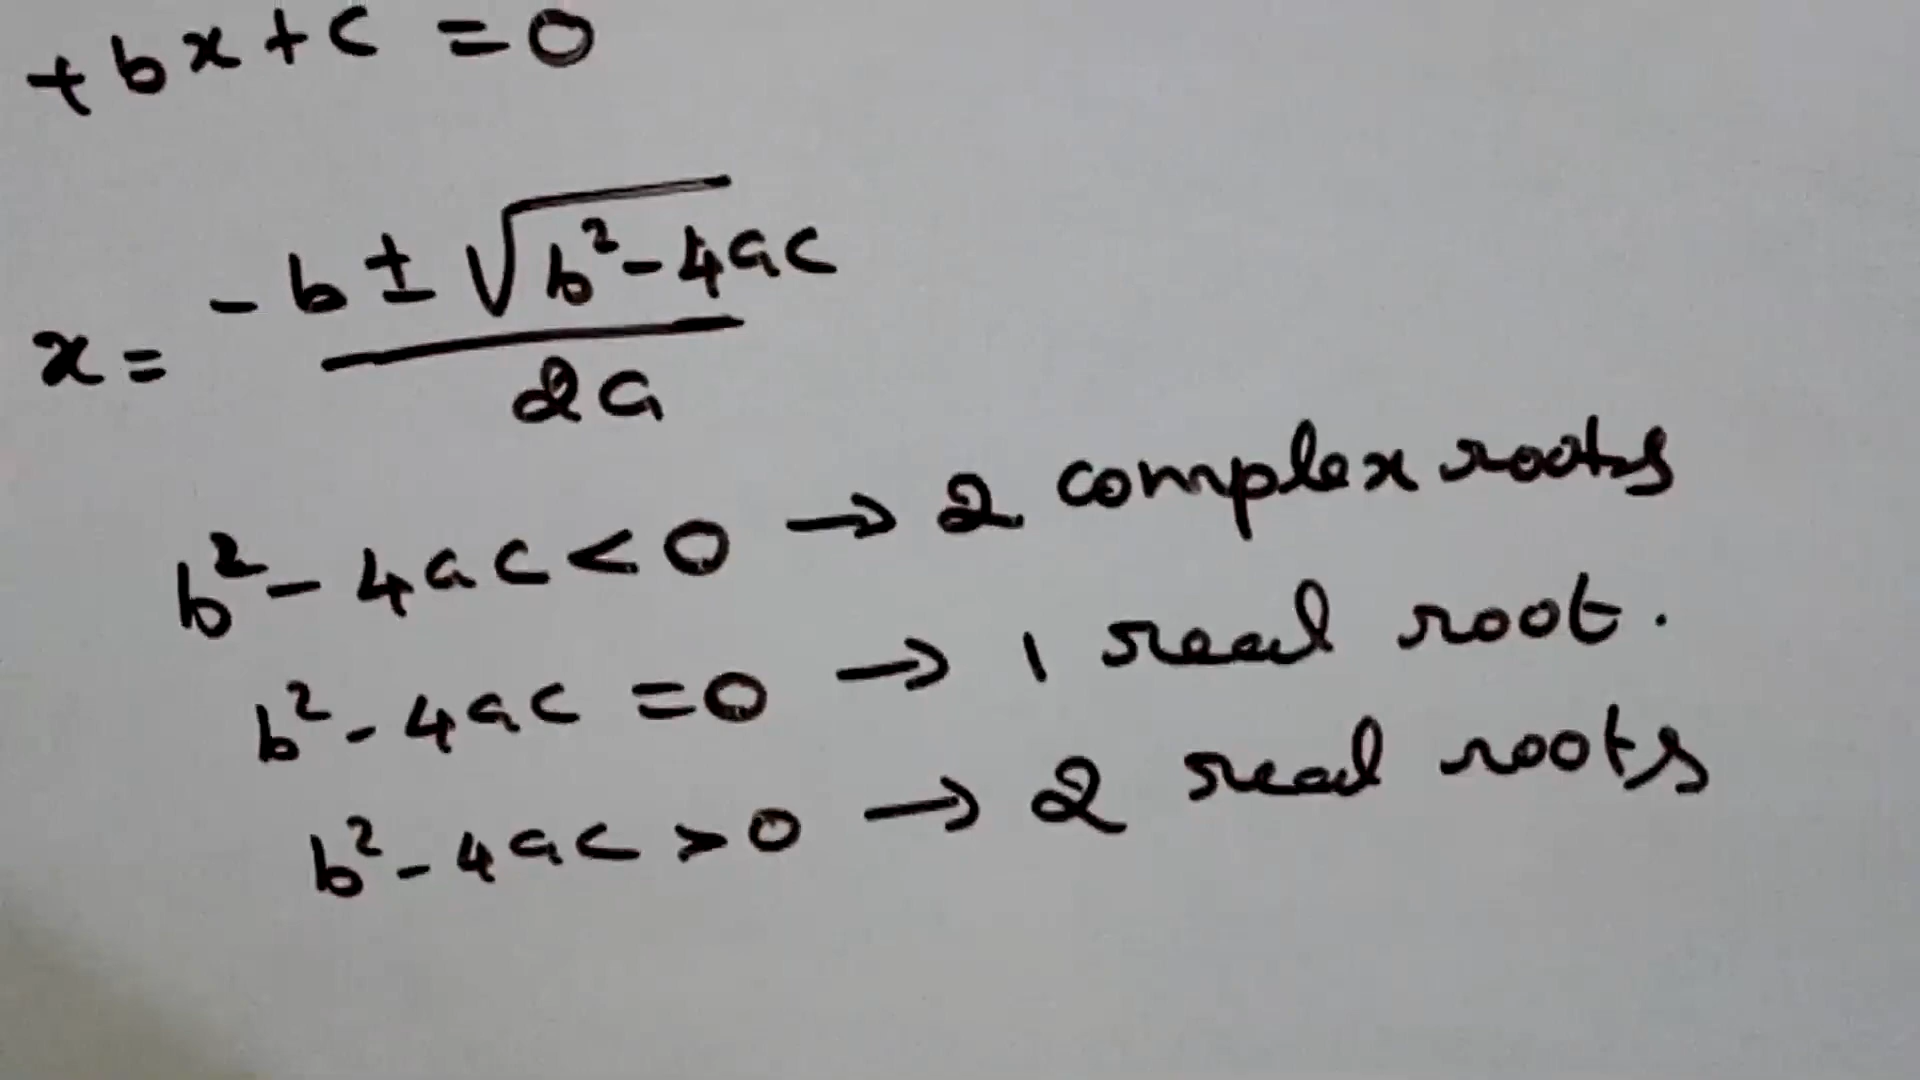 +bx+c =0
x = -b ± √(b²-4ac) / 2a
b²-4ac<0 → 2 complex roots
b²-4ac =0 → 1 real root.
b²-4ac >0 → 2 real roots